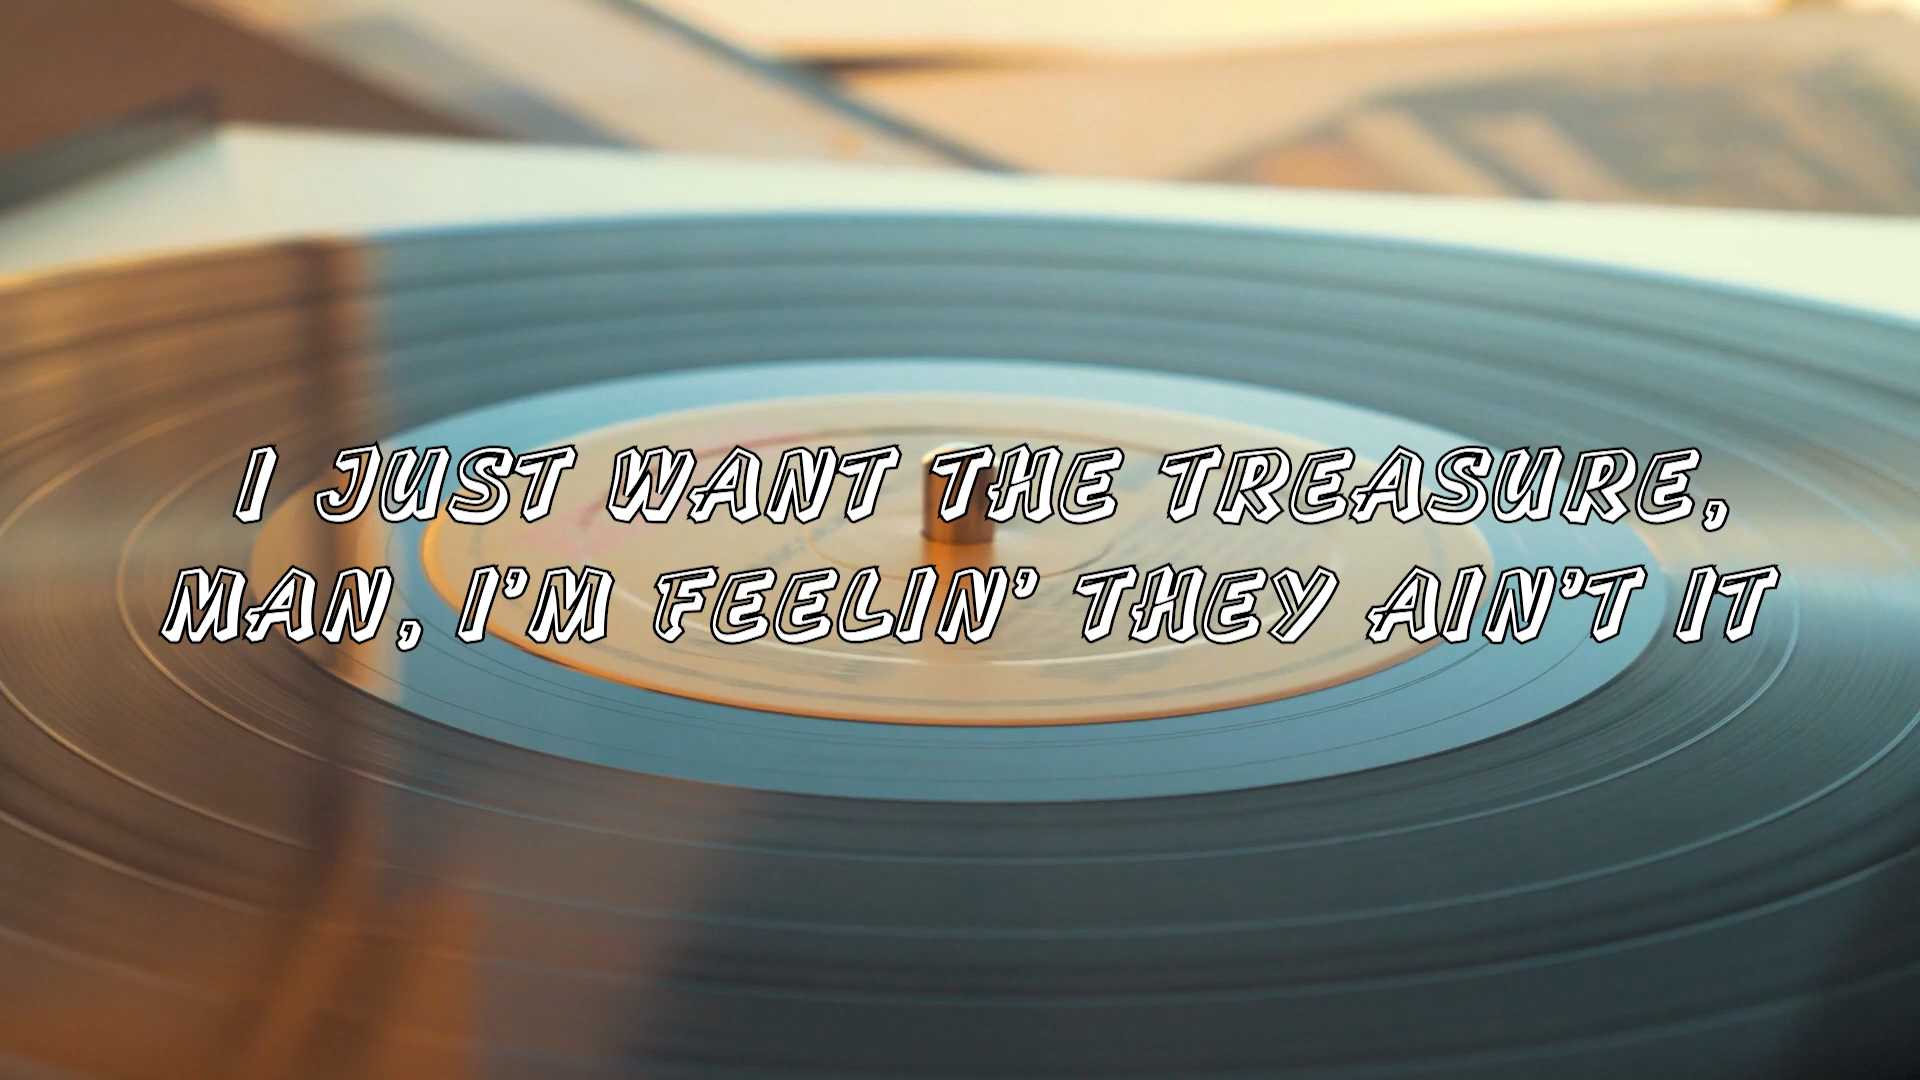 I JUST WANT THE TREASURE,
MAN, I'M FEELIN' THEY AIN'T IT